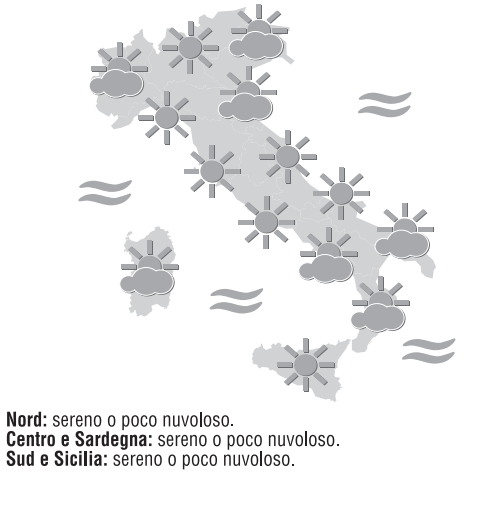 Nord: sereno o poco nuvoloso.
Centro e Sardegna: sereno o poco nuvoloso.
Sud e Sicilia: sereno o poco nuvoloso.